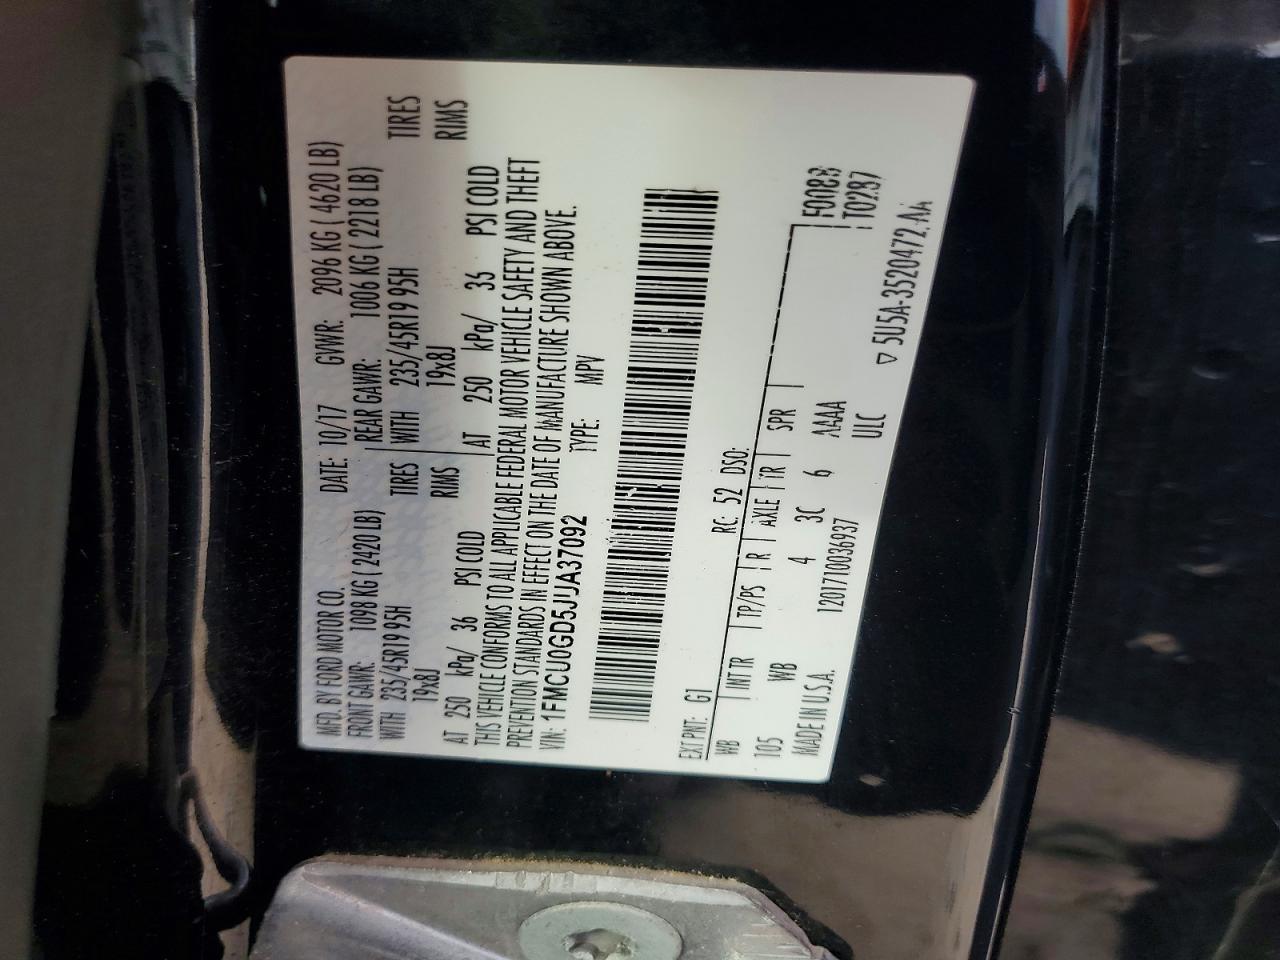 MFD. BY FORD MOTOR CO.
DATE: 10/17 GVWR: 2096 KG ( 4620 LB)
FRONT GAWR: 1098 KG ( 2420 LB) REAR GAWR: 1006 KG ( 2218 LB)
WITH 235/45R19 95H TIRES WITH 235/45R19 95H TIRES
19x8J RIMS 19x8J RIMS
AT 250 kPa/ 36 PSI COLD AT 250 kPa/ 36 PSI COLD
THIS VEHICLE CONFORMS TO ALL APPLICABLE FEDERAL MOTOR VEHICLE SAFETY AND THEFT
PREVENTION STANDARDS IN EFFECT ON THE DATE OF MANUFACTURE SHOWN ABOVE.
VIN: 1FMCU0GD5JUA37092 TYPE: MPV
EXT PNT: G1 RC: 52 DSO: F0083
WB INT TR TP/PS R AXLE TR SPR T0287
105 WB 4 3C 6 AAAA
MADE IN U.S.A. 1201710036937 ULC
▽ 5U5A-3520472 AA